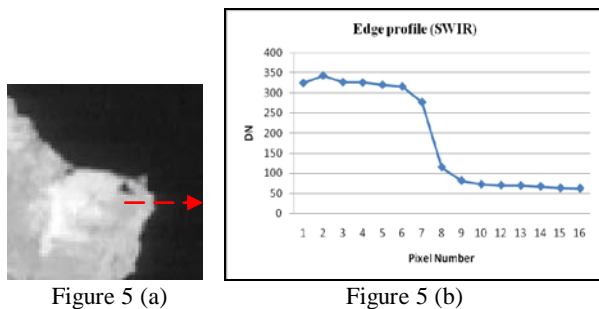 Edge profile (SWIR)
400
350
300
250
200
150
100
50
0
DN
1 2 3 4 5 6 7 8 9 10 11 12 13 14 15 16
Pixel Number
Figure 5 (a) Figure 5 (b)